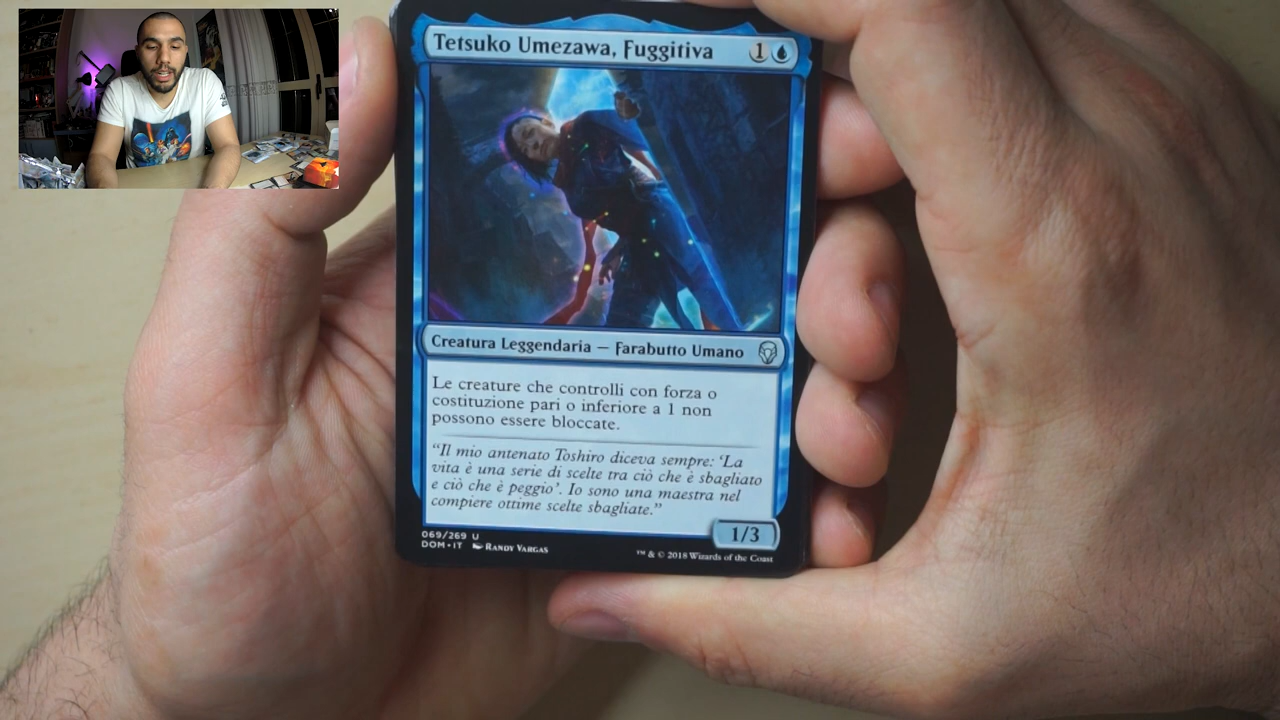 Tetsuko Umezawa, Fuggitiva 1
Creatura Leggendaria – Farabutto Umano
Le creature che controlli con forza o
costituzione pari o inferiore a 1 non
possono essere bloccate.
“Il mio antenato Toshiro diceva sempre: ‘La
vita è una serie di scelte tra ciò che è sbagliato
e ciò che è peggio’. Io sono una maestra nel
compiere ottime scelte sbagliate.”
1/3
069/269 U
DOM • IT RANDY VARGAS
™ & © 2018 Wizards of the Coast